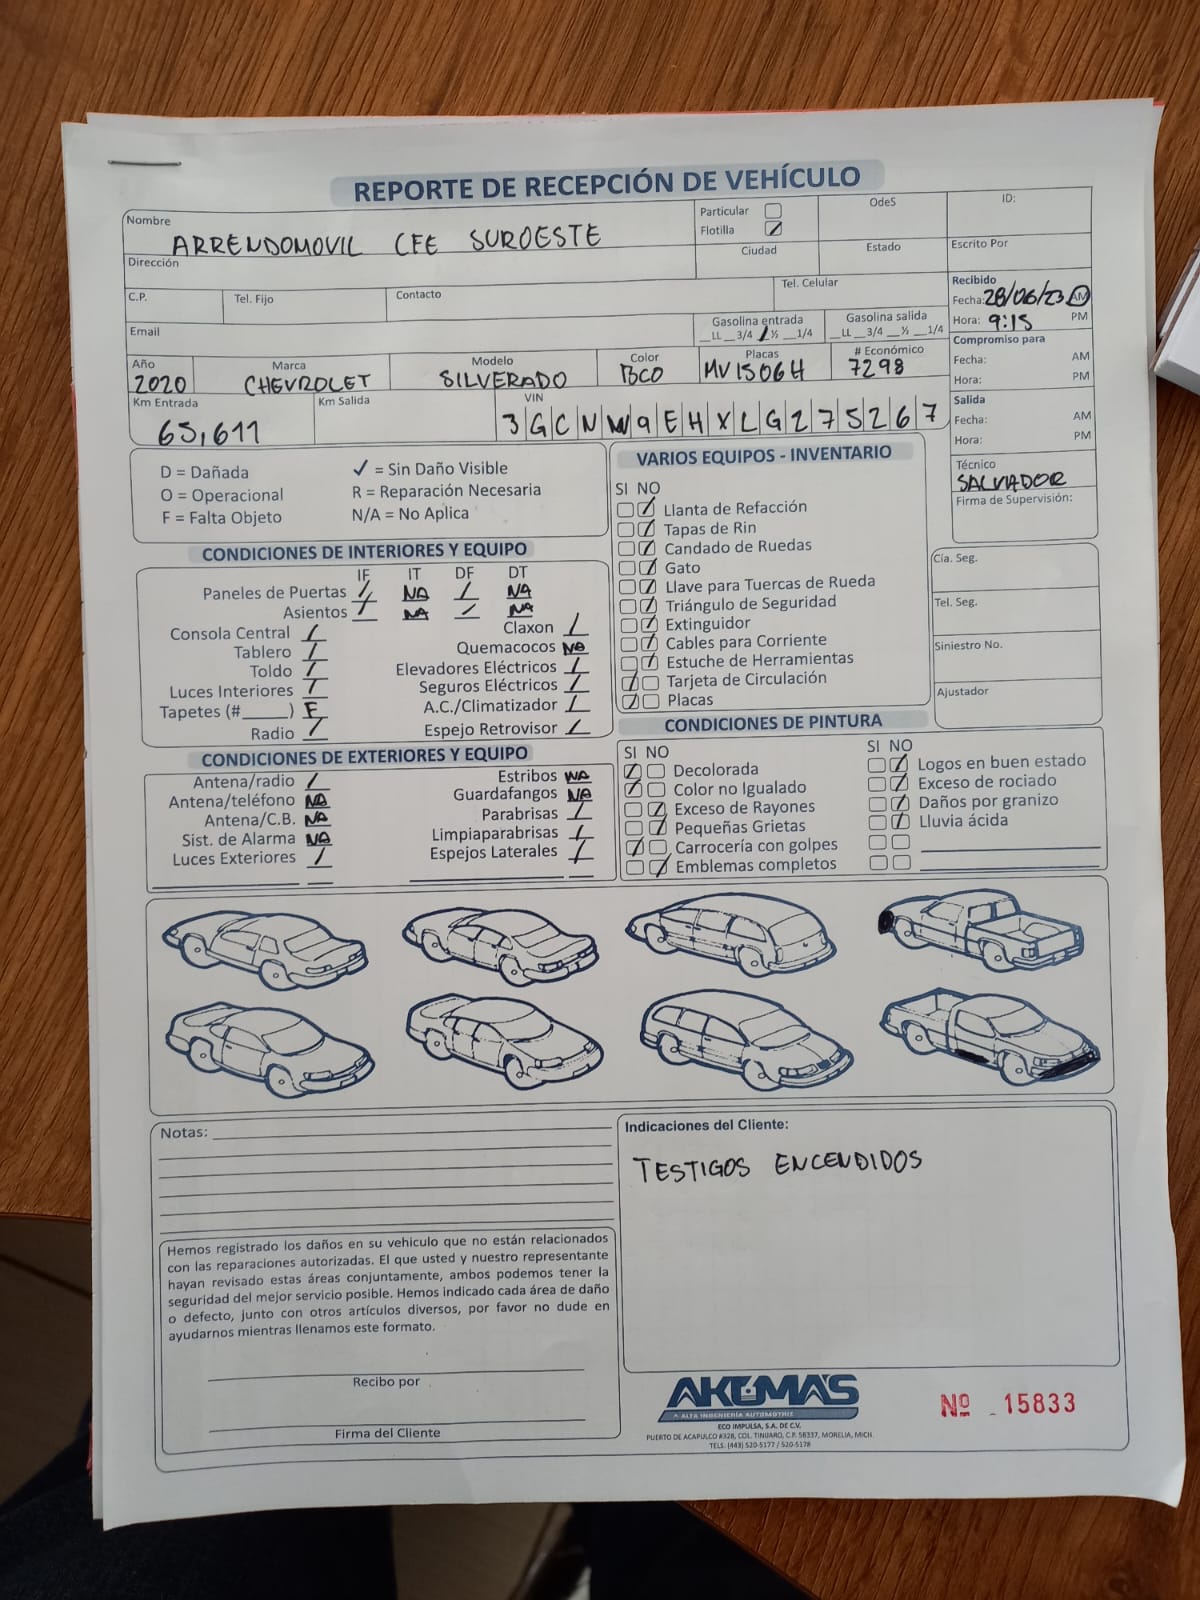 REPORTE DE RECEPCIÓN DE VEHÍCULO
Nombre
ARRENDOMOVIL CFE SUROESTE
Particular
Flotilla
OdeS
ID:
Dirección
Ciudad
Estado
Escrito Por
C.P.
Tel. Fijo
Contacto
Tel. Celular
Recibido
Fecha: 28/06/23 AM
Hora: 9:15 PM
Email
Gasolina entrada
_LL _3/4 _½ _1/4
Gasolina salida
_LL _3/4 _½ _1/4
Compromiso para
Fecha: AM
Hora: PM
Año
2020
Marca
CHEVROLET
Modelo
SILVERADO
Color
BCO
Placas
MV1506H
# Económico
7298
Km Entrada
65,611
Km Salida
VIN
3GCNW9EHXLG275267
Salida
Fecha: AM
Hora: PM
Técnico
SALVADOR
Firma de Supervisión:
D = Dañada
O = Operacional
F = Falta Objeto
✓ = Sin Daño Visible
R = Reparación Necesaria
N/A = No Aplica
VARIOS EQUIPOS - INVENTARIO
SI NO
Llanta de Refacción
Tapas de Rin
Candado de Ruedas
Gato
Llave para Tuercas de Rueda
Triángulo de Seguridad
Extinguidor
Cables para Corriente
Estuche de Herramientas
Tarjeta de Circulación
Placas
Cía. Seg.
Tel. Seg.
Siniestro No.
Ajustador
CONDICIONES DE INTERIORES Y EQUIPO
IF IT DF DT
Paneles de Puertas NA NA
Asientos NA NA
Consola Central
Tablero
Toldo
Luces Interiores
Tapetes (#_____) F
Radio
Claxon
Quemacocos NA
Elevadores Eléctricos
Seguros Eléctricos
A.C./Climatizador
Espejo Retrovisor
CONDICIONES DE EXTERIORES Y EQUIPO
Antena/radio
Antena/teléfono NA
Antena/C.B. NA
Sist. de Alarma NA
Luces Exteriores
Estribos NA
Guardafangos NA
Parabrisas
Limpiaparabrisas
Espejos Laterales
CONDICIONES DE PINTURA
SI NO
Decolorada
Color no Igualado
Exceso de Rayones
Pequeñas Grietas
Carrocería con golpes
Emblemas completos
SI NO
Logos en buen estado
Exceso de rociado
Daños por granizo
Lluvia ácida
Notas:
Indicaciones del Cliente:
TESTIGOS ENCENDIDOS
Hemos registrado los daños en su vehiculo que no están relacionados
con las reparaciones autorizadas. El que usted y nuestro representante
hayan revisado estas áreas conjuntamente, ambos podemos tener la
seguridad del mejor servicio posible. Hemos indicado cada área de daño
o defecto, junto con otros artículos diversos, por favor no dude en
ayudarnos mientras llenamos este formato.
Recibo por
Firma del Cliente
AKUMA'S
ALTA INGENIERÍA AUTOMOTRIZ
ECO IMPULSA, S.A. DE C.V.
PUERTO DE ACAPULCO #328, COL. TINIJARO, C.P. 58337, MORELIA, MICH.
TELS. (443) 520-5177 / 520-5178
Nº 15833